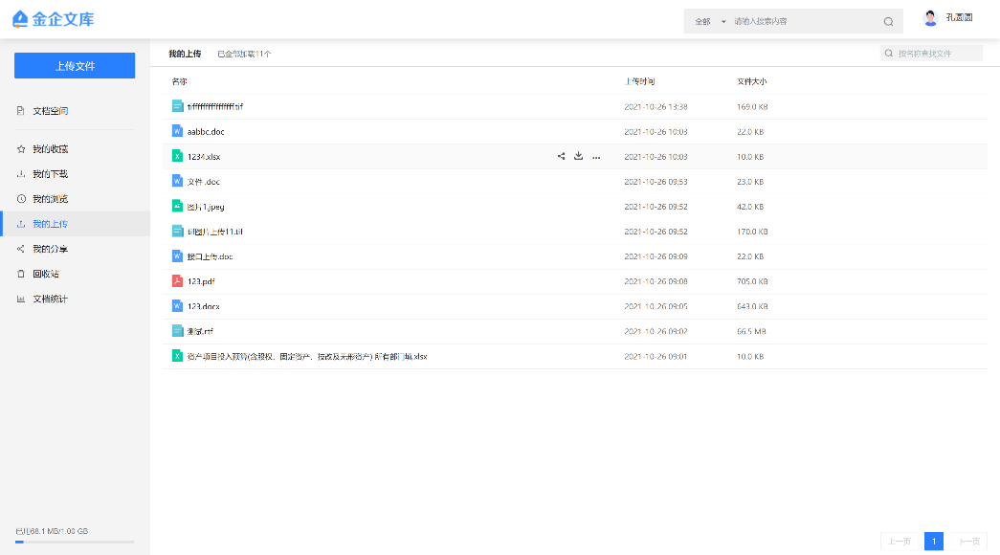 金企文库
全部 请输入搜索内容
孔圆圆
上传文件
文档空间
我的收藏
我的下载
我的浏览
我的上传
我的分享
回收站
文档统计
已用68.1 MB/1.00 GB
我的上传 已全部加载11个
按名称查找文件
名称 上传时间 文件大小
2021-10-26 13:38 169.0 KB
aabbc.doc 2021-10-26 10:03 22.0 KB
1234.xlsx 2021-10-26 10:03 10.0 KB
文件 .doc 2021-10-26 09:53 23.0 KB
图片1.jpeg 2021-10-26 09:52 42.0 KB
tif图片上传11.tif 2021-10-26 09:52 170.0 KB
接口上传.doc 2021-10-26 09:09 22.0 KB
123.pdf 2021-10-26 09:08 705.0 KB
123.docx 2021-10-26 09:05 643.0 KB
测试.rtf 2021-10-26 09:02 66.5 MB
资产项目投入预算(含股权、固定资产、技改及无形资产) 所有部门填.xlsx 2021-10-26 09:01 10.0 KB
上一页 1 下一页